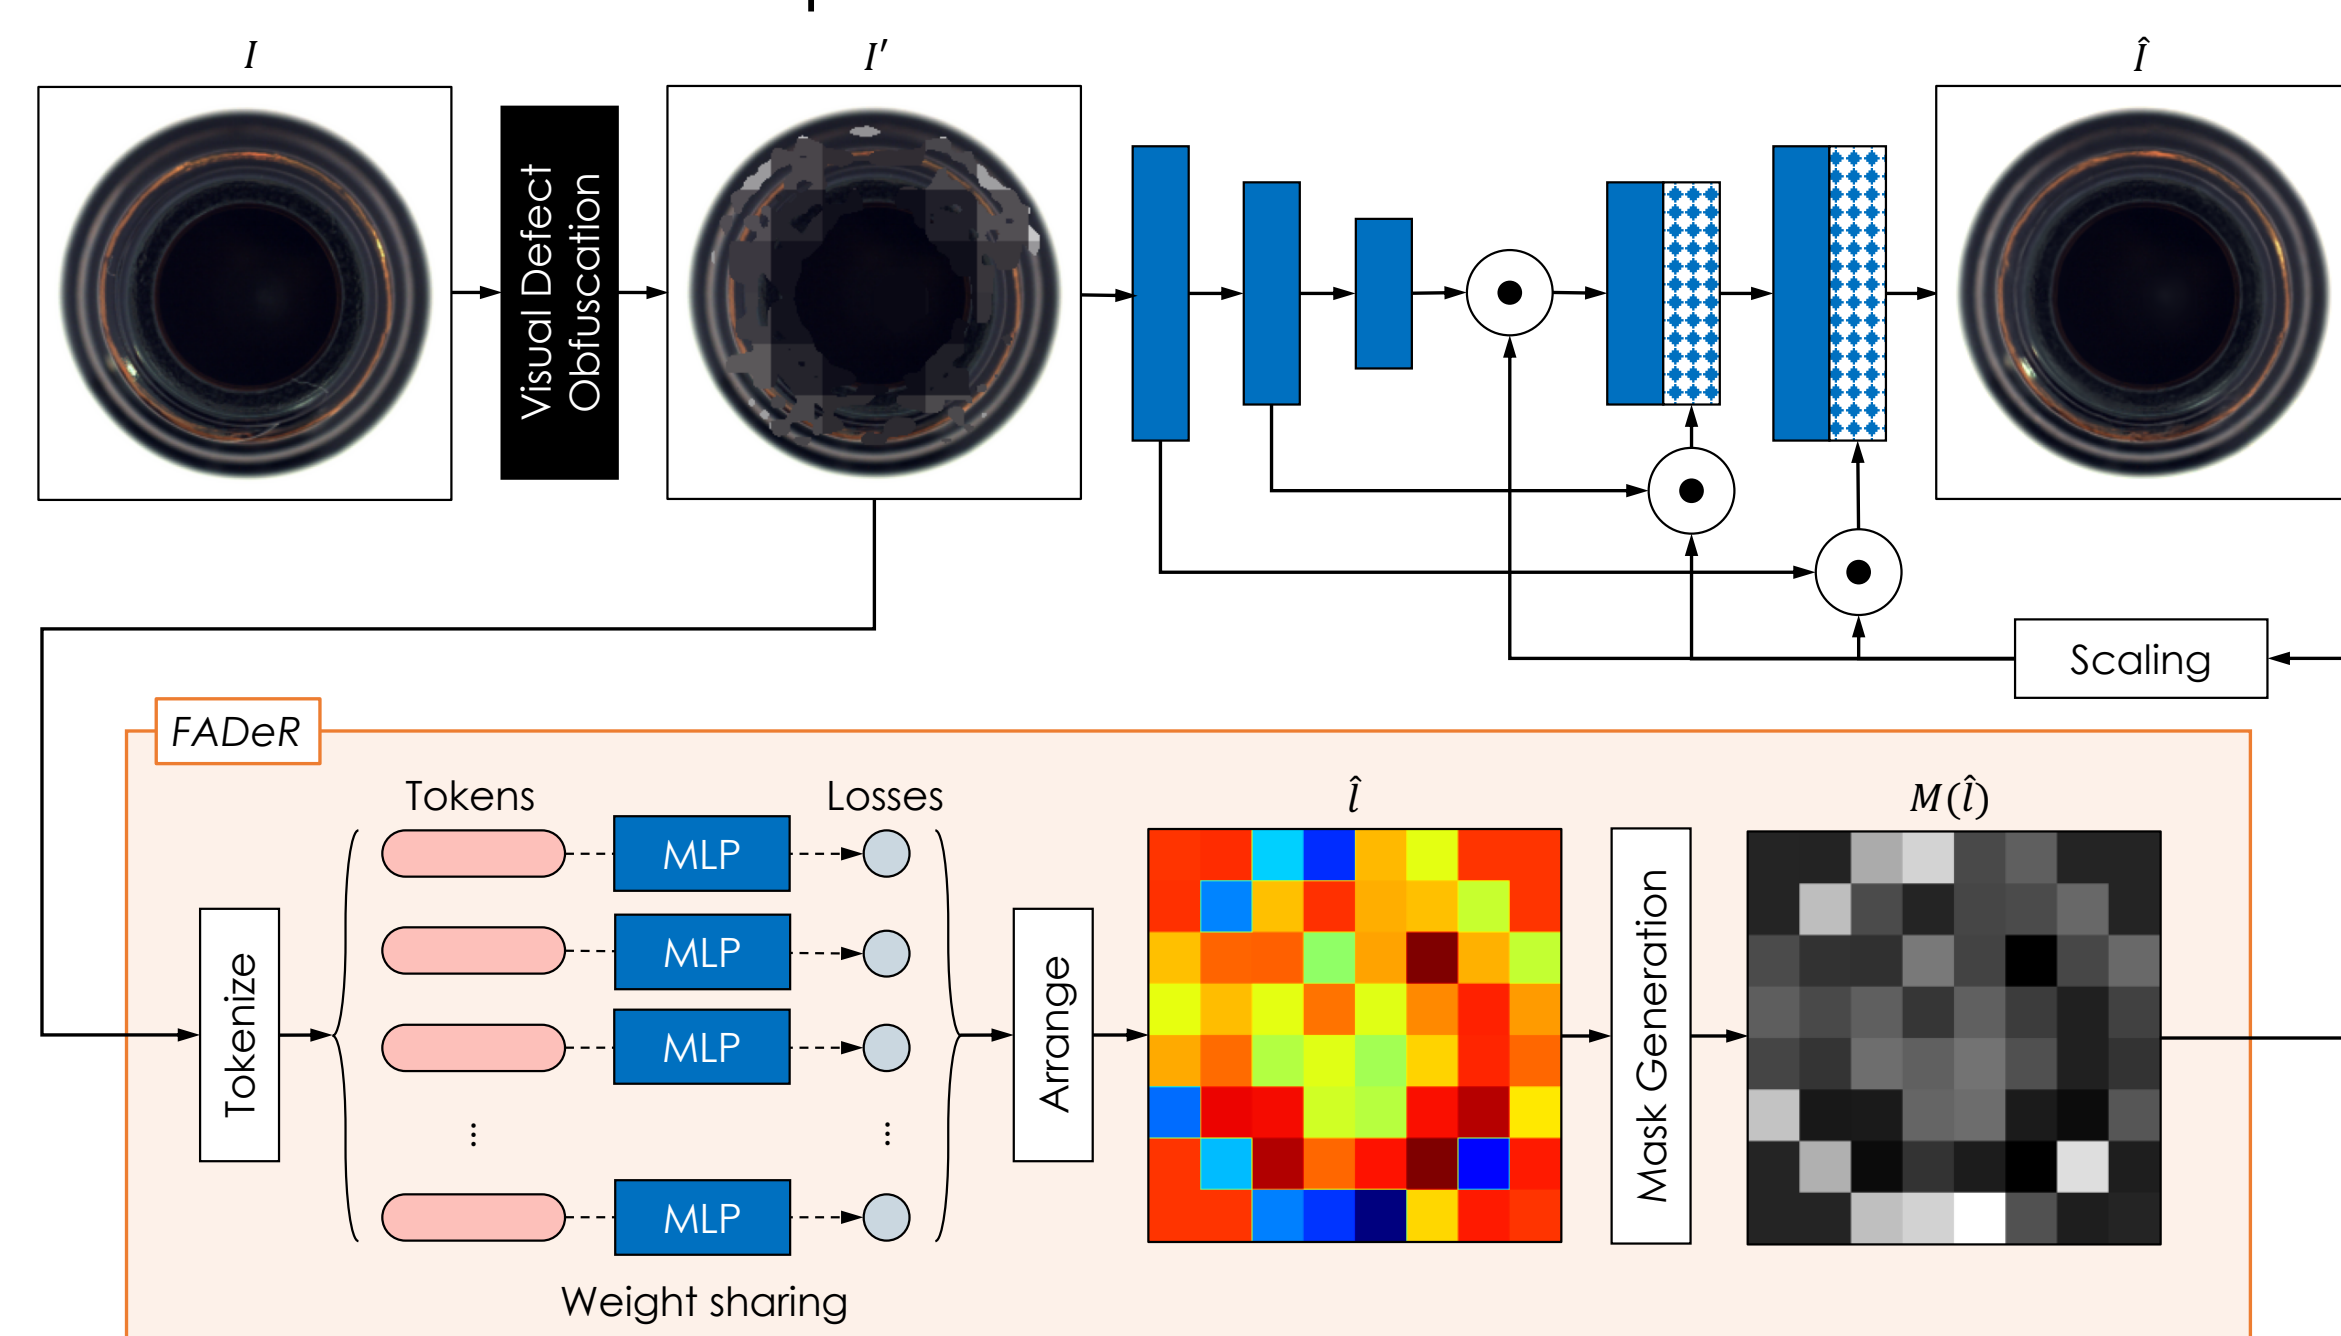 I
I′
Î
Visual Defect
Obfuscation
Scaling
FADeR
Tokens
Losses
l̂
M(l̂)
MLP
MLP
MLP
MLP
Tokenize
Arrange
Mask Generation
⋮
⋮
Weight sharing